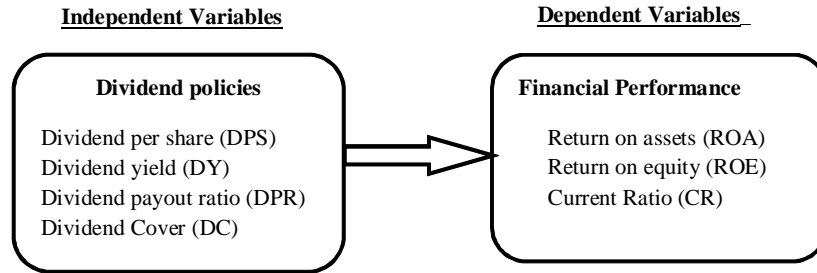 Independent Variables
Dependent Variables
Dividend policies
Dividend per share (DPS)
Dividend yield (DY)
Dividend payout ratio (DPR)
Dividend Cover (DC)
Financial Performance
Return on assets (ROA)
Return on equity (ROE)
Current Ratio (CR)